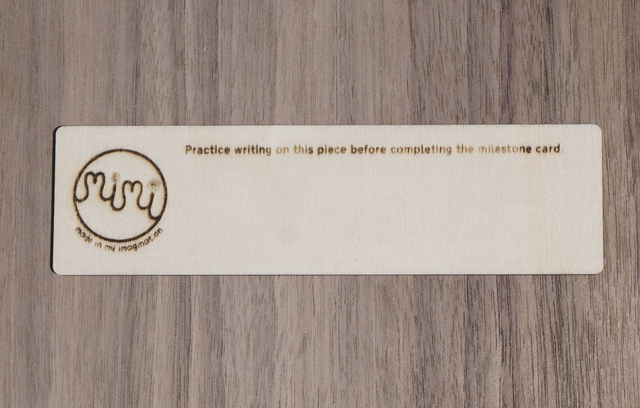 Practice writing on this piece before completing the milestone card.
mimi
made in my imagination